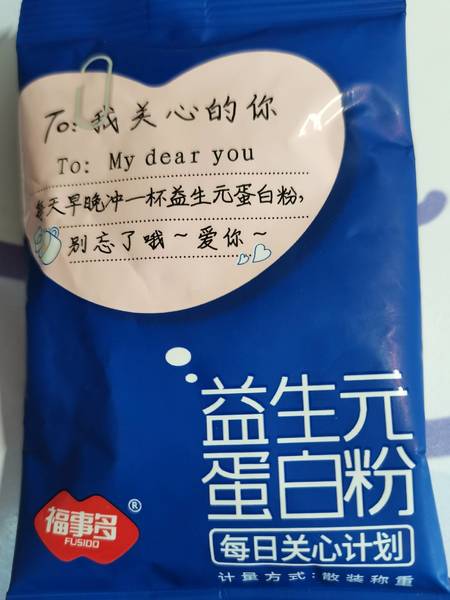 To: 我关心的你
To: My dear you
每天早晚冲一杯益生元蛋白粉，
别忘了哦～爱你～
益生元
蛋白粉
福事多®
FUSIDO
每日关心计划
计量方式：散装称重